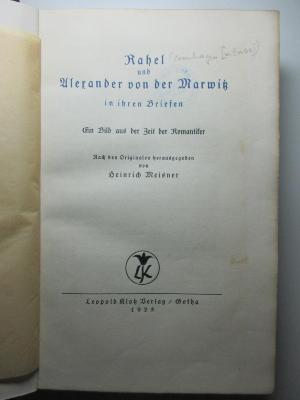 Rahel
und
Alexander von der Marwitz
in ihren Briefen
Ein Bild aus der Zeit der Romantiker
Nach den Originalen herausgegeben
von
Heinrich Meisner
LK
Leopold Klotz Verlag / Gotha
1925